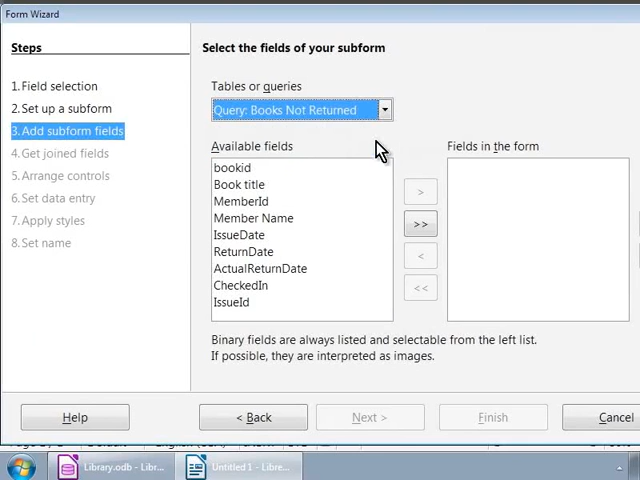 Form Wizard
Steps
1. Field selection
2. Set up a subform
3. Add subform fields
4. Get joined fields
5. Arrange controls
6. Set data entry
7. Apply styles
8. Set name
Select the fields of your subform
Tables or queries
Query: Books Not Returned
Available fields
Fields in the form
bookid
Book title
MemberId
Member Name
IssueDate
ReturnDate
ActualReturnDate
CheckedIn
IssueId
>
>>
<
<<
Binary fields are always listed and selectable from the left list.
If possible, they are interpreted as images.
Help
< Back
Next >
Finish
Cancel
Library.odb - Libr...
Untitled 1 - Libre...